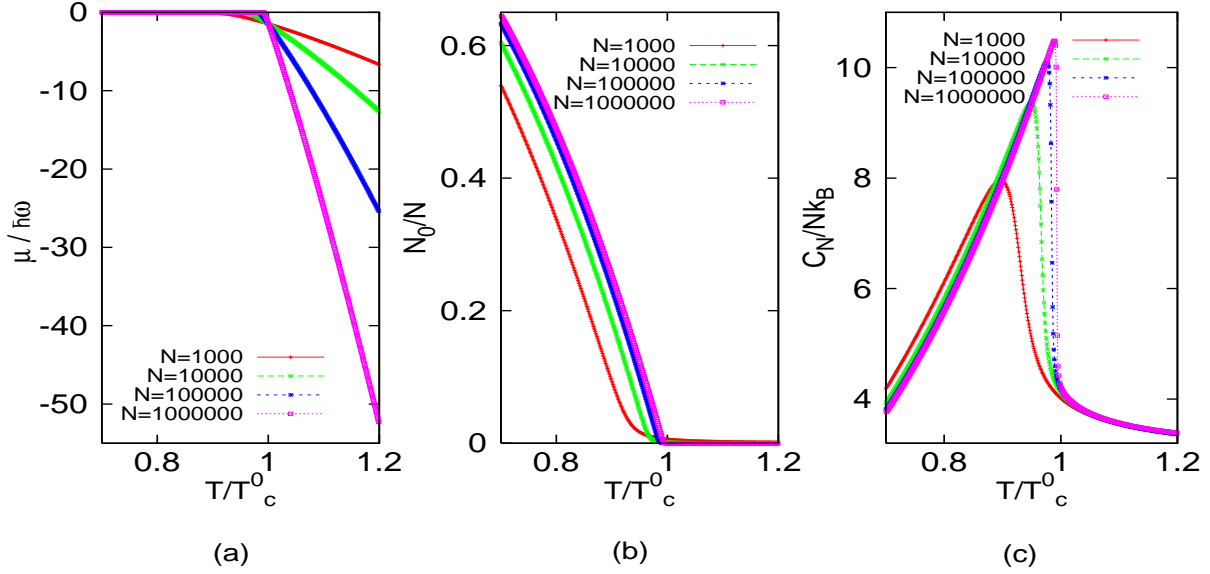 0
-10
-20
-30
-40
-50
μ / ħω
N=1000
N=10000
N=100000
N=1000000
0.8
1
1.2
T/T⁰c
(a)
0.6
0.4
0.2
0
N₀/N
N=1000
N=10000
N=100000
N=1000000
0.8
1
1.2
T/T⁰c
(b)
10
8
6
4
C_N/Nk_B
N=1000
N=10000
N=100000
N=1000000
0.8
1
1.2
T/T⁰c
(c)